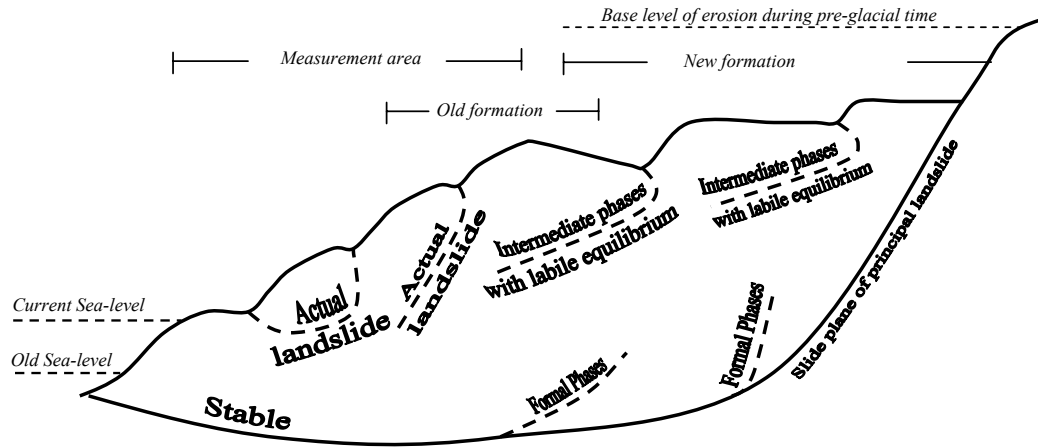 Base level of erosion during pre-glacial time
Measurement area
New formation
Old formation
Intermediate phases
with labile equilibrium
Intermediate phases
with labile equilibrium
Actual
landslide
Actual
landslide
Slide plane of principal landslide
Current Sea-level
Old Sea-level
Formal Phases
Formal Phases
Stable